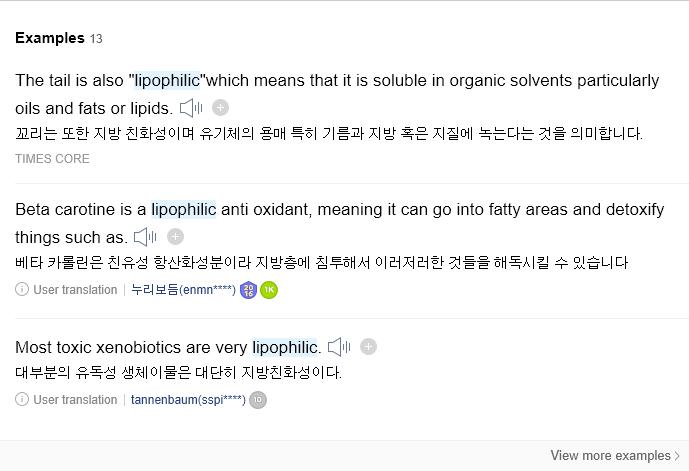 Examples 13
The tail is also "lipophilic"which means that it is soluble in organic solvents particularly
oils and fats or lipids.
꼬리는 또한 지방 친화성이며 유기체의 용매 특히 기름과 지방 혹은 지질에 녹는다는 것을 의미합니다.
TIMES CORE
Beta carotine is a lipophilic anti oxidant, meaning it can go into fatty areas and detoxify
things such as.
베타 카롤린은 친유성 항산화성분이라 지방층에 침투해서 이러저러한 것들을 해독시킬 수 있습니다
User translation | 누리보듬(enmn****) 2016 1K
Most toxic xenobiotics are very lipophilic.
대부분의 유독성 생체이물은 대단히 지방친화성이다.
User translation | tannenbaum(sspi****) 10
View more examples